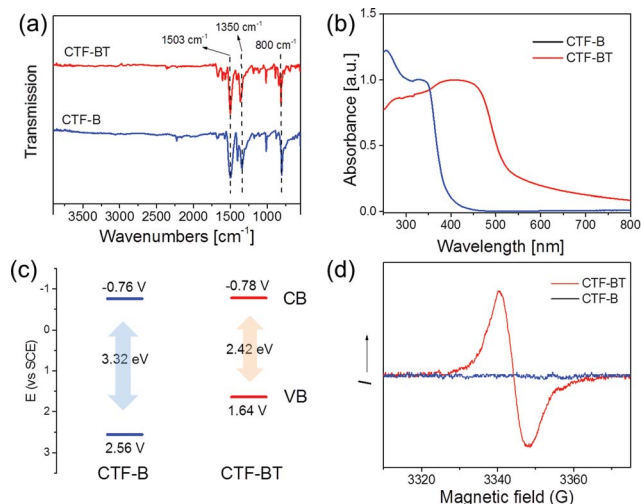 (a)
1350 cm⁻¹
1503 cm⁻¹
800 cm⁻¹
CTF-BT
CTF-B
Transmission
3500 3000 2500 2000 1500 1000
Wavenumbers [cm⁻¹]
(b)
CTF-B
CTF-BT
Absorbance [a.u.]
1.5
1.0
0.5
0.0
300 400 500 600 700 800
Wavelength [nm]
(c)
E (vs SCE)
-1
0
1
2
3
-0.76 V
-0.78 V
CB
3.32 eV
2.42 eV
VB
1.64 V
2.56 V
CTF-B
CTF-BT
(d)
CTF-BT
CTF-B
I
3320 3340 3360
Magnetic field (G)